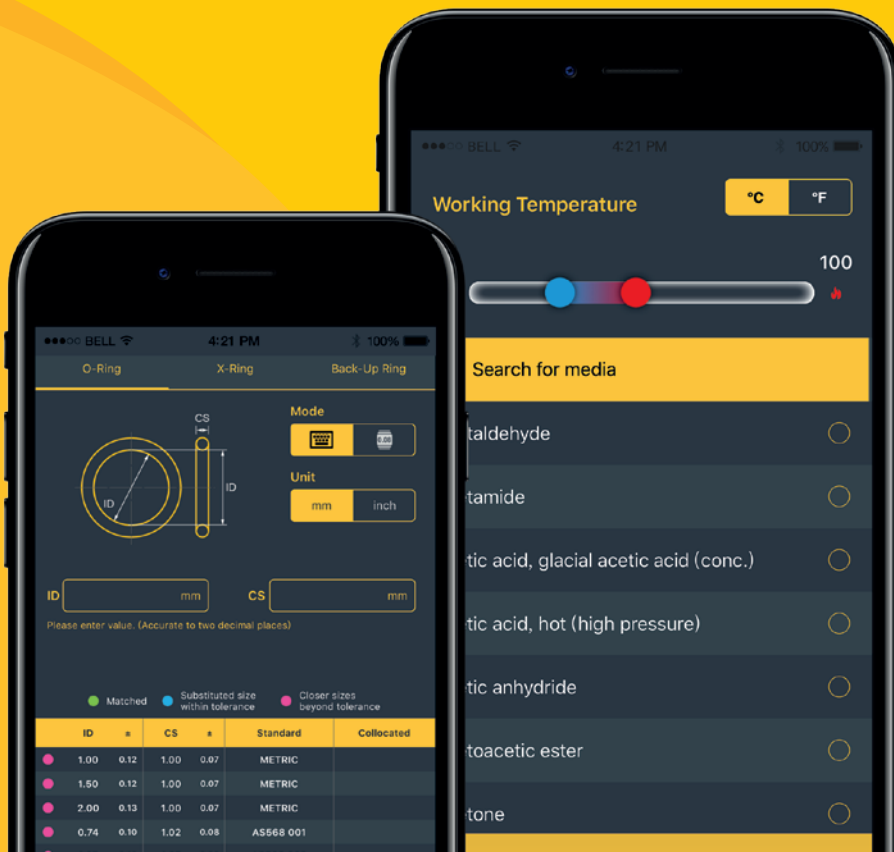 BELL 4:21 PM 100%
Working Temperature °C °F
100
Search for media
taldehyde
tamide
tic acid, glacial acetic acid (conc.)
tic acid, hot (high pressure)
tic anhydride
toacetic ester
tone
BELL 4:21 PM 100%
O-Ring X-Ring Back-Up Ring
CS
ID
ID
Mode
0.08
Unit
mm inch
ID mm CS mm
Please enter value. (Accurate to two decimal places)
Matched Substituted size within tolerance Closer sizes beyond tolerance
ID ± CS ± Standard Collocated
1.00 0.12 1.00 0.07 METRIC
1.50 0.12 1.00 0.07 METRIC
2.00 0.13 1.00 0.07 METRIC
0.74 0.10 1.02 0.08 AS568 001